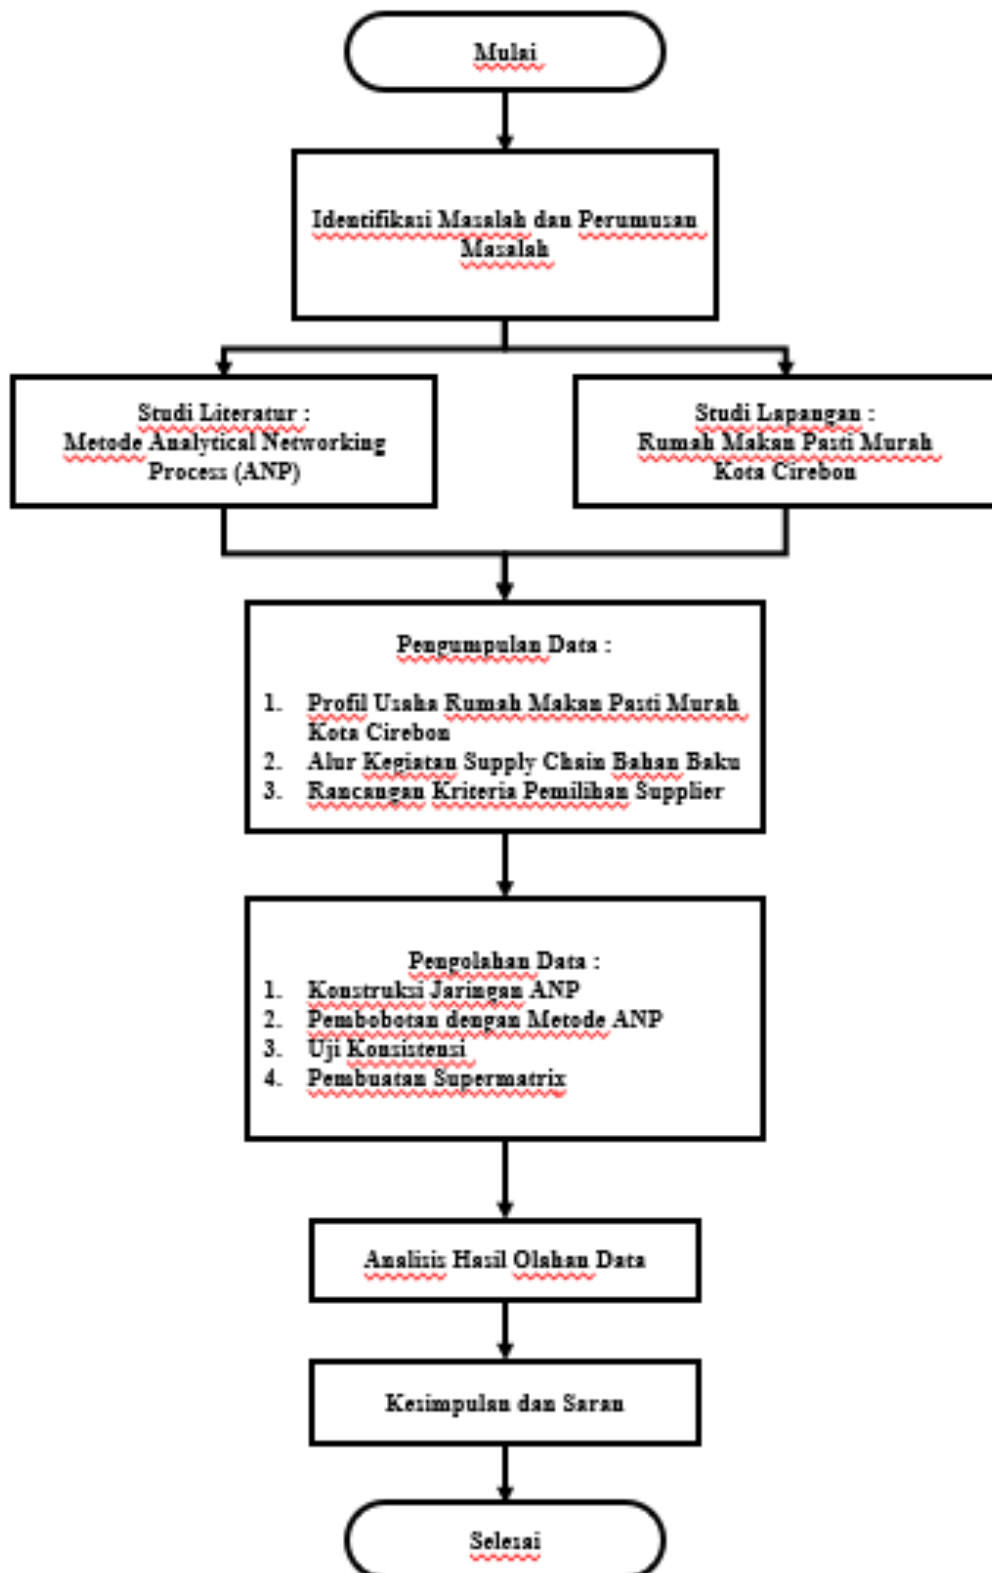 Mulai
Identifikasi Masalah dan Perumusan
Masalah
Studi Literatur :
Metode Analytical Networking
Process (ANP)
Studi Lapangan :
Rumah Makan Pasti Murah
Kota Cirebon
Pengumpulan Data :
1. Profil Usaha Rumah Makan Pasti Murah
Kota Cirebon
2. Alur Kegiatan Supply Chain Bahan Baku
3. Rancangan Kriteria Pemilihan Supplier
Pengolahan Data :
1. Konstruksi Jaringan ANP
2. Pembobotan dengan Metode ANP
3. Uji Konsistensi
4. Pembuatan Supermatrix
Analisis Hasil Olahan Data
Kesimpulan dan Saran
Selesai